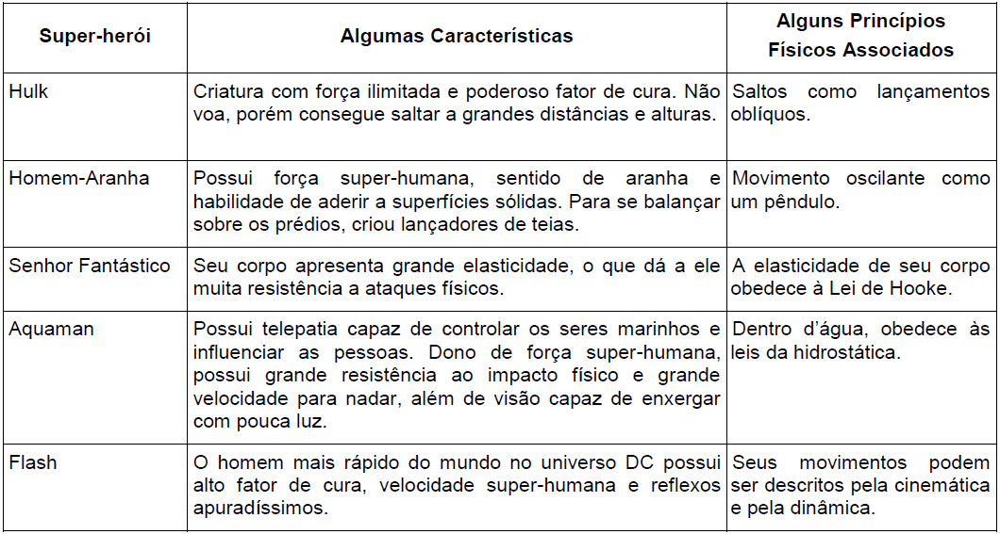 Super-herói
Algumas Características
Alguns Princípios
Físicos Associados
Hulk
Criatura com força ilimitada e poderoso fator de cura. Não
voa, porém consegue saltar a grandes distâncias e alturas.
Saltos como lançamentos
oblíquos.
Homem-Aranha
Possui força super-humana, sentido de aranha e
habilidade de aderir a superfícies sólidas. Para se balançar
sobre os prédios, criou lançadores de teias.
Movimento oscilante como
um pêndulo.
Senhor Fantástico
Seu corpo apresenta grande elasticidade, o que dá a ele
muita resistência a ataques físicos.
A elasticidade de seu corpo
obedece à Lei de Hooke.
Aquaman
Possui telepatia capaz de controlar os seres marinhos e
influenciar as pessoas. Dono de força super-humana,
possui grande resistência ao impacto físico e grande
velocidade para nadar, além de visão capaz de enxergar
com pouca luz.
Dentro d’água, obedece às
leis da hidrostática.
Flash
O homem mais rápido do mundo no universo DC possui
alto fator de cura, velocidade super-humana e reflexos
apuradíssimos.
Seus movimentos podem
ser descritos pela cinemática
e pela dinâmica.